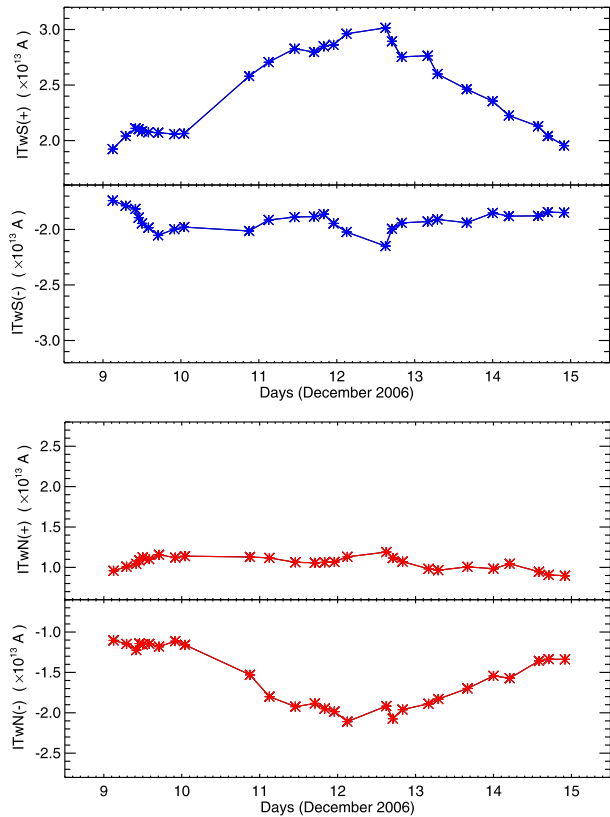 3.0
2.5
2.0
ITwS(+) (×10¹³ A)
-2.0
-2.5
-3.0
ITwS(-) (×10¹³ A)
9 10 11 12 13 14 15
Days (December 2006)
2.5
2.0
1.5
1.0
ITwN(+) (×10¹³ A)
-1.0
-1.5
-2.0
-2.5
ITwN(-) (×10¹³ A)
9 10 11 12 13 14 15
Days (December 2006)